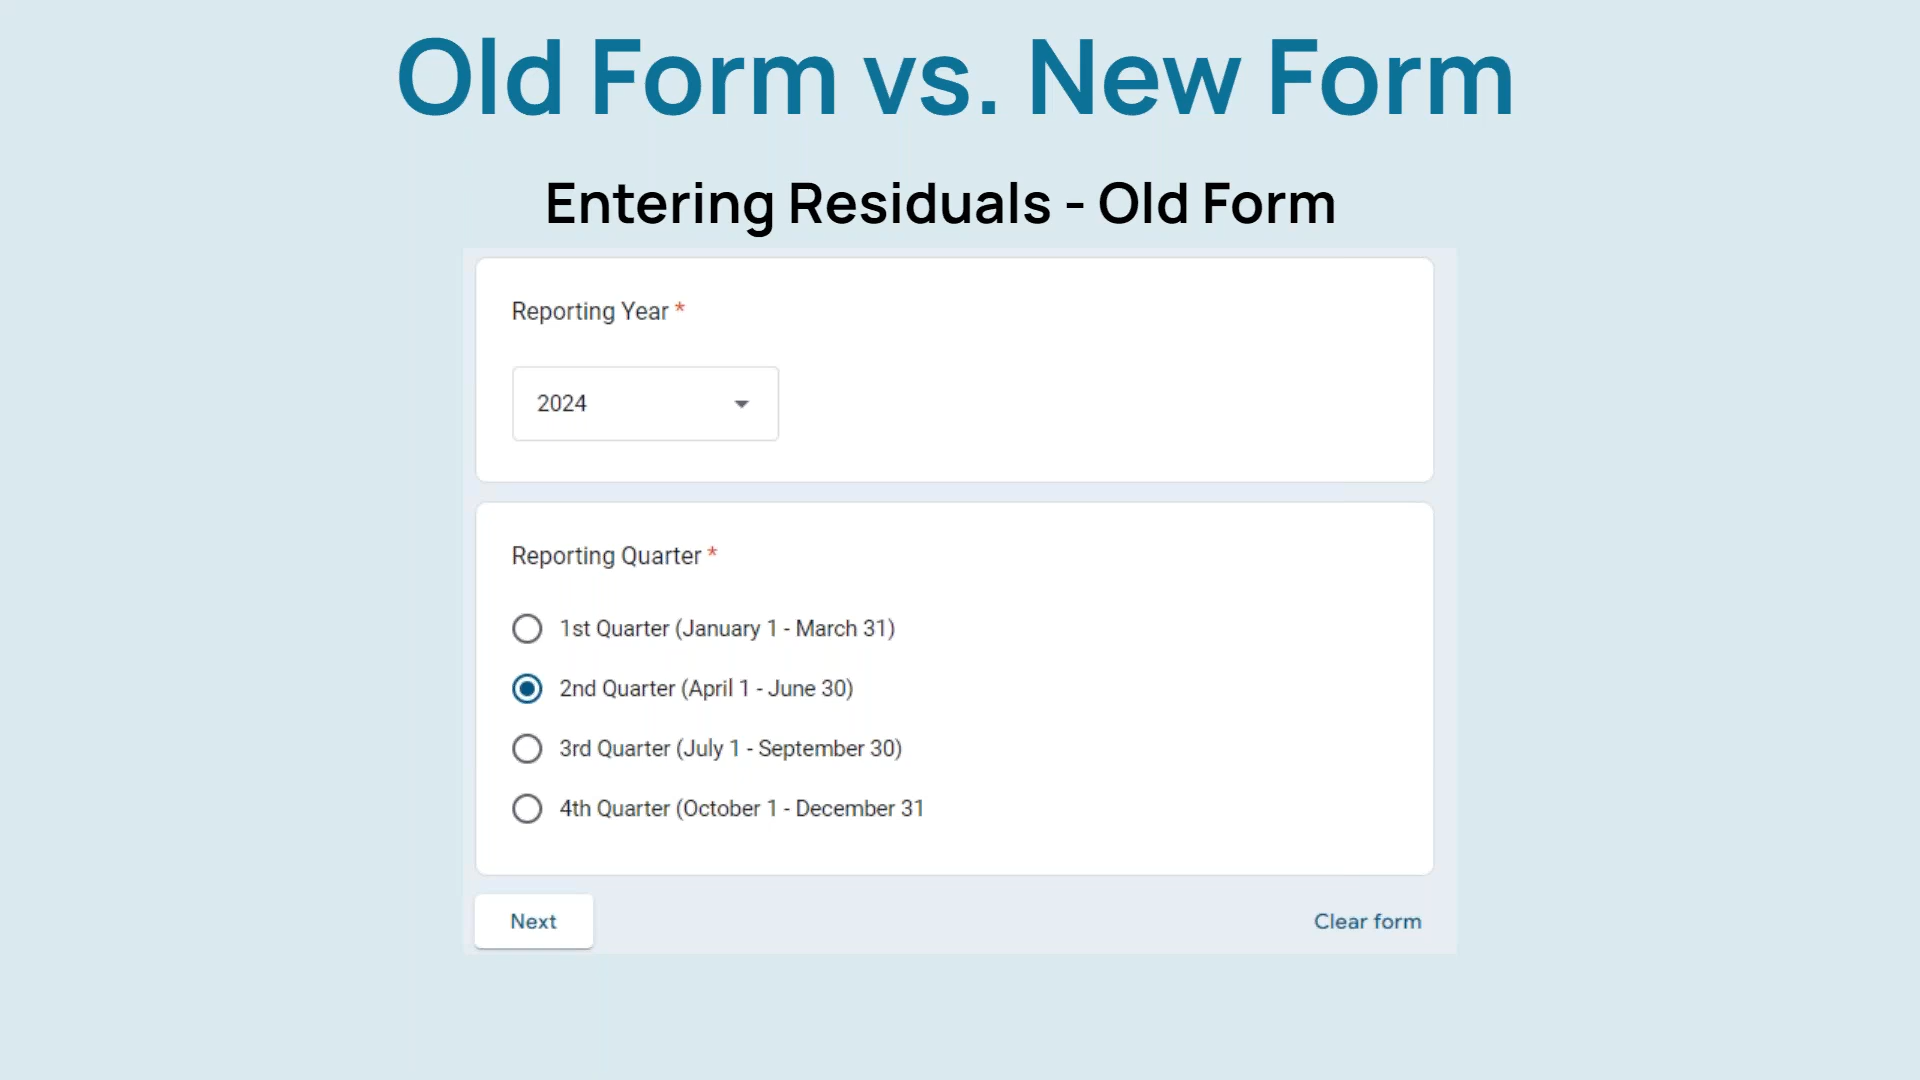 Old Form vs. New Form
Entering Residuals - Old Form
Reporting Year *
2024
Reporting Quarter *
1st Quarter (January 1 - March 31)
2nd Quarter (April 1 - June 30)
3rd Quarter (July 1 - September 30)
4th Quarter (October 1 - December 31
Next
Clear form